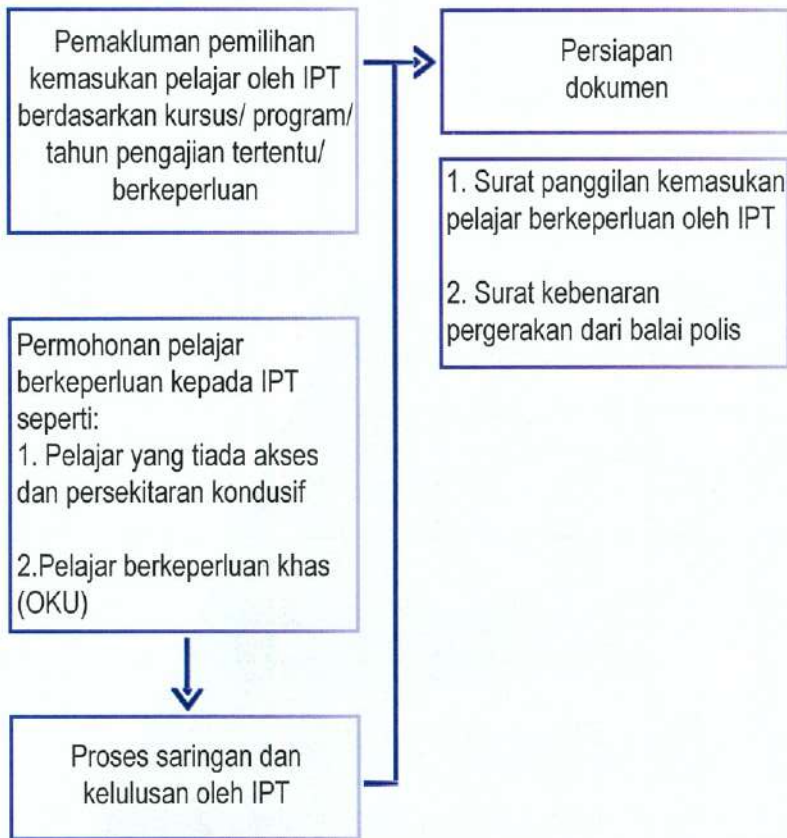 Pemakluman pemilihan
kemasukan pelajar oleh IPT
berdasarkan kursus/ program/
tahun pengajian tertentu/
berkeperluan
Persiapan
dokumen
1. Surat panggilan kemasukan
pelajar berkeperluan oleh IPT
2. Surat kebenaran
pergerakan dari balai polis
Permohonan pelajar
berkeperluan kepada IPT
seperti:
1. Pelajar yang tiada akses
dan persekitaran kondusif
2.Pelajar berkeperluan khas
(OKU)
Proses saringan dan
kelulusan oleh IPT